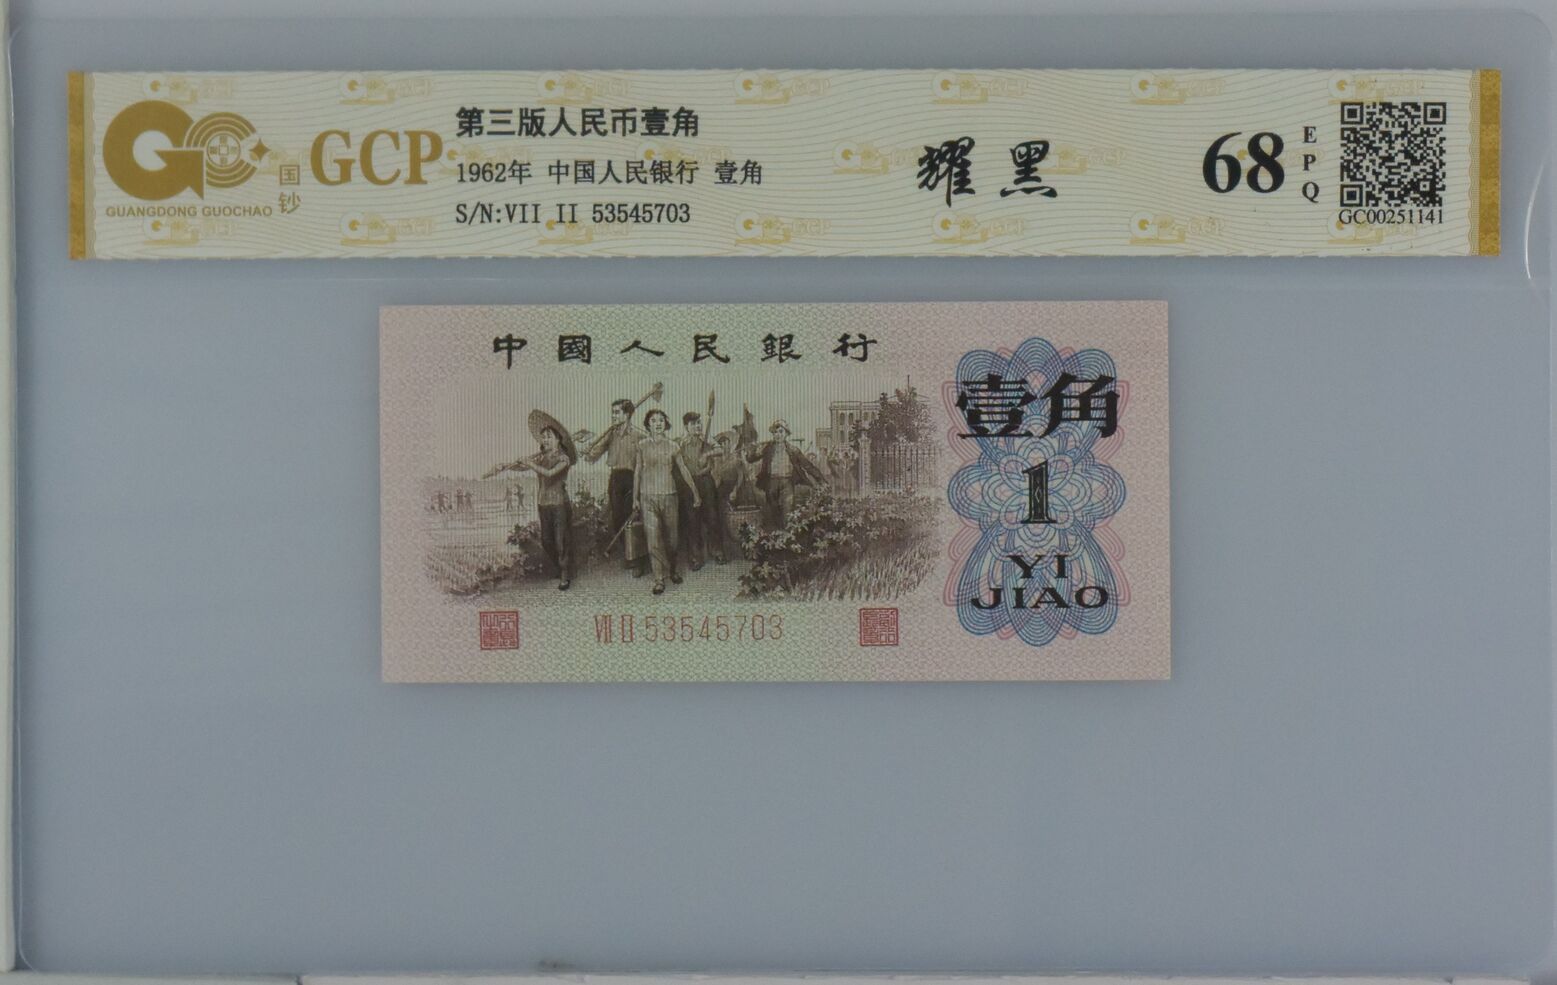 GUANGDONG GUOCHAO
国钞
GCP
第三版人民币壹角
1962年 中国人民银行 壹角
S/N:VII II 53545703
耀黑
68
EPQ
GC00251141
中國人民銀行
壹角
1
YI
JIAO
VII II 53545703